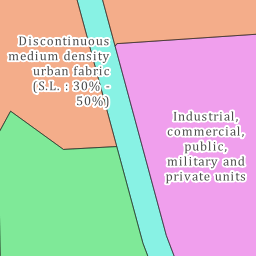 Discontinuous
medium density
urban fabric
(S.L. : 30% -
50%)
Industrial,
commercial,
public,
military and
private units